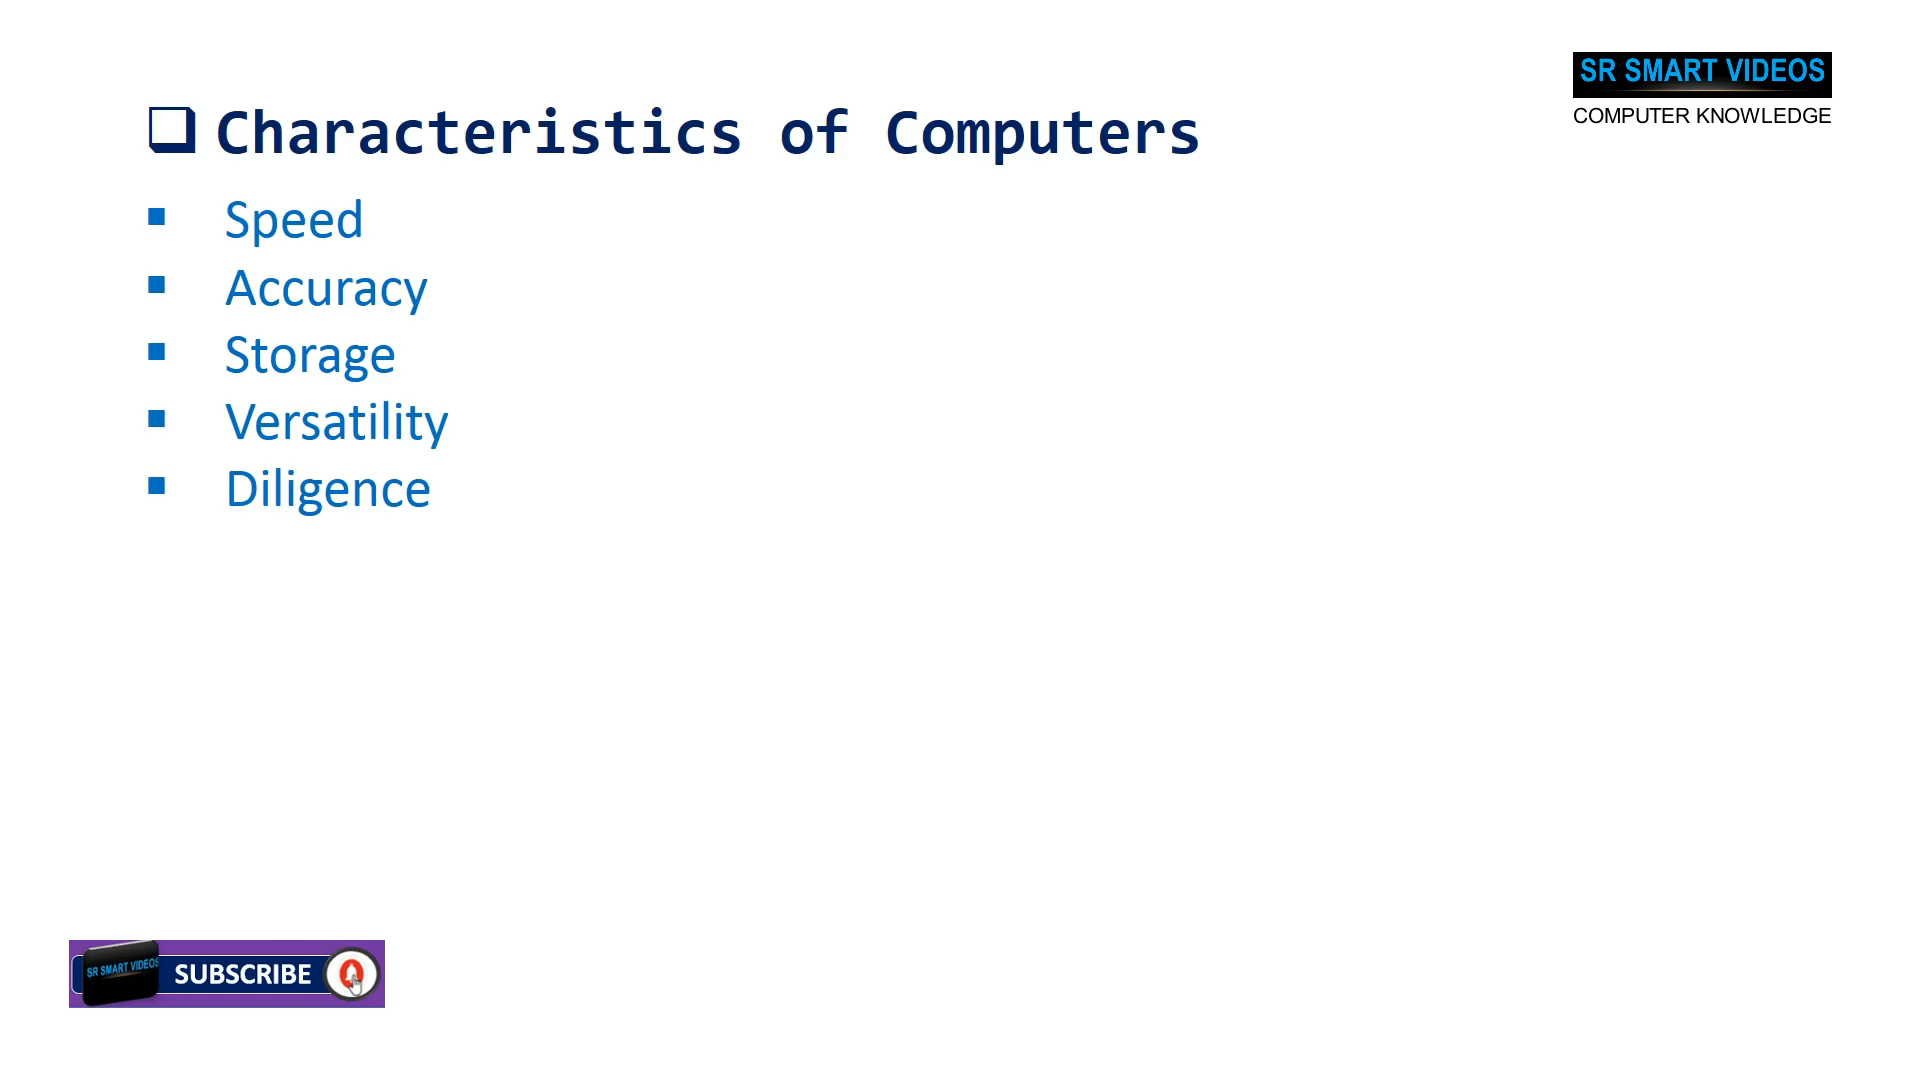 SR SMART VIDEOS
COMPUTER KNOWLEDGE
Characteristics of Computers
Speed
Accuracy
Storage
Versatility
Diligence
SR SMART VIDEOS
SUBSCRIBE